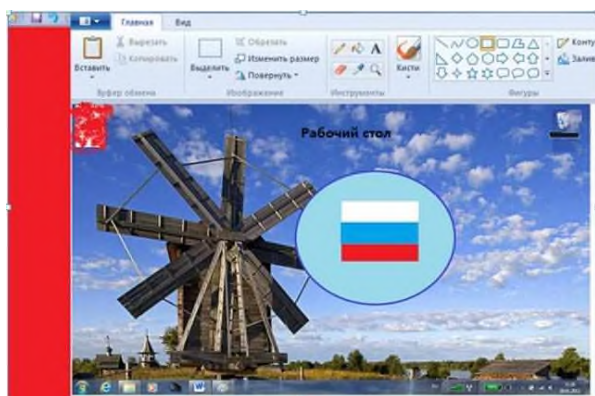 Главная Вид
Вставить
Вырезать
Копировать
Буфер обмена
Выделить
Обрезать
Изменить размер
Повернуть
Изображение
Инструменты
Кисти
Фигуры
Рабочий стол